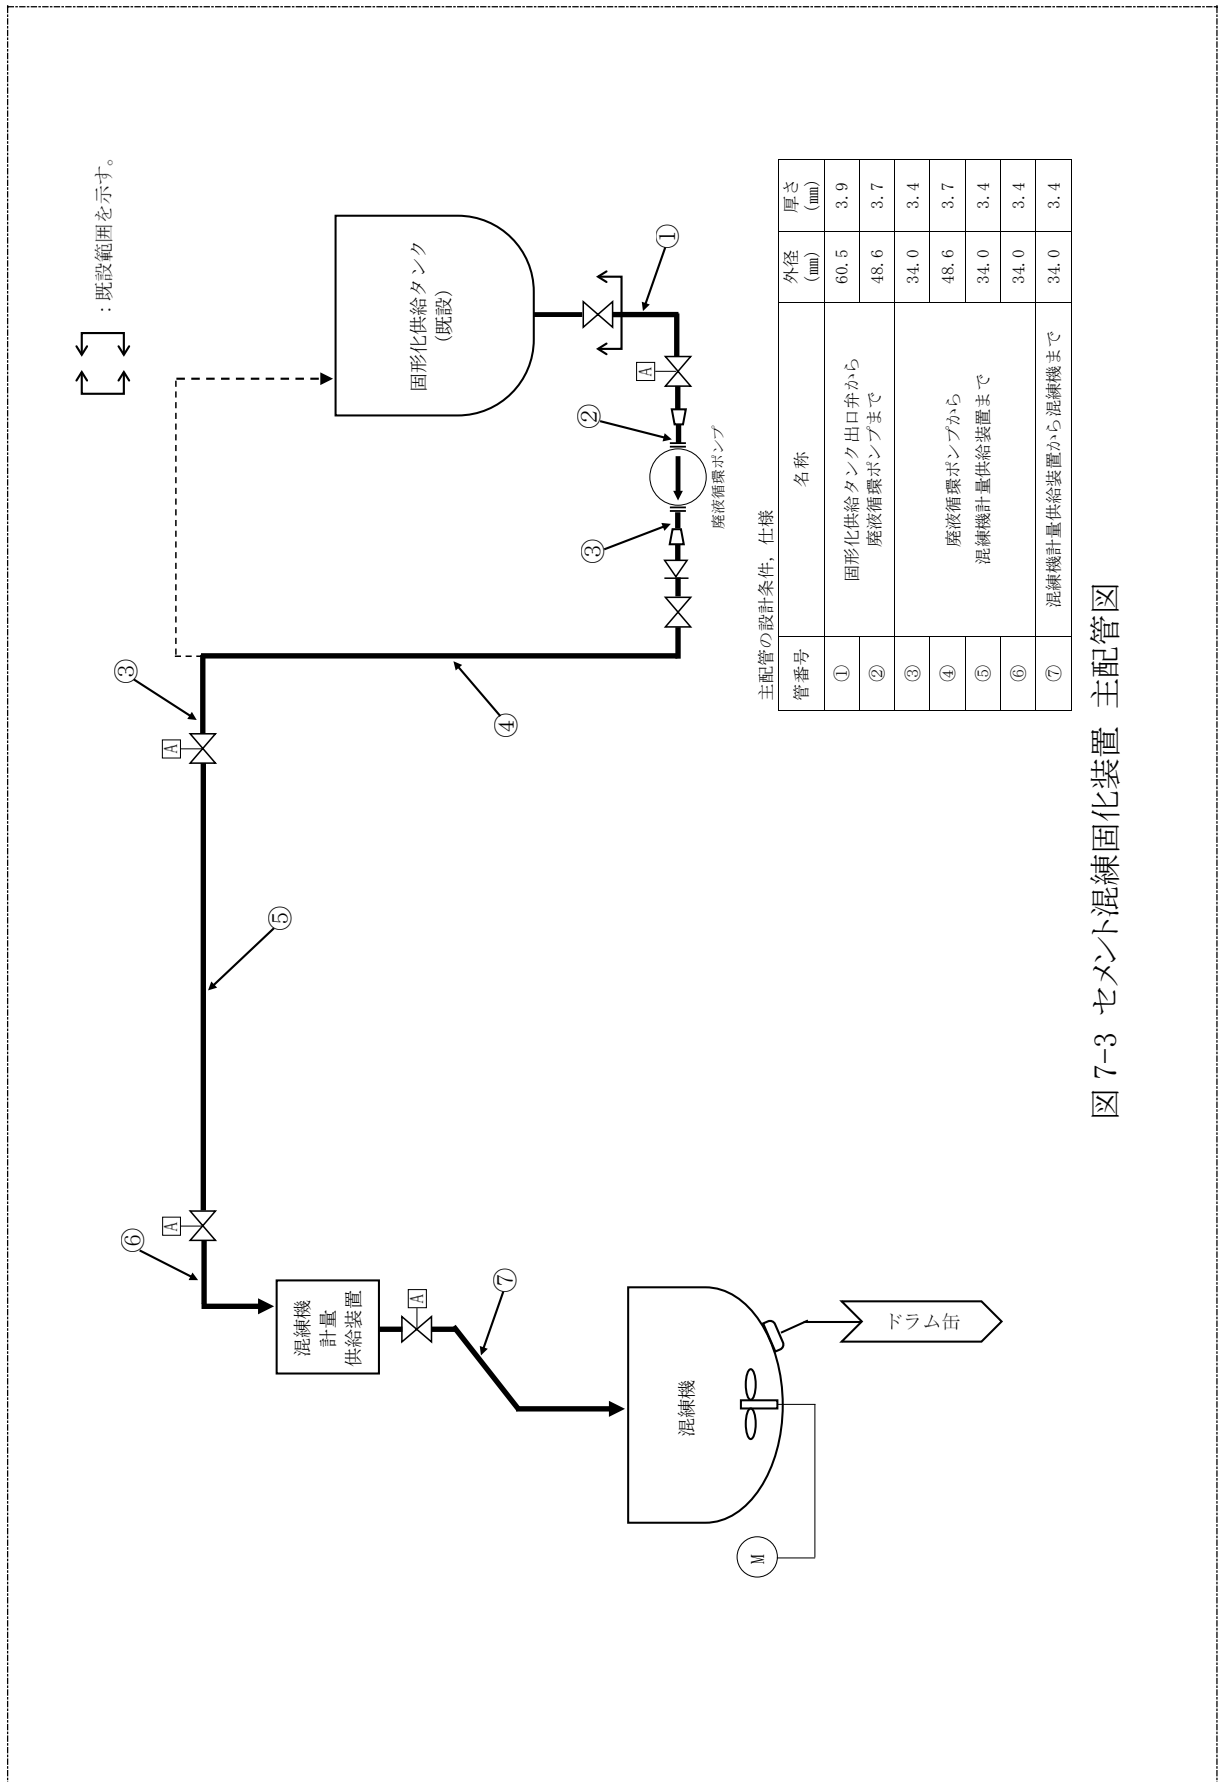 ：既設範囲を示す。
固形化供給タンク
(既設)
①
A
②
廃液循環ポンプ
③
④
③
A
⑤
A
⑥
混練機
計量
供給装置
A
⑦
混練機
M
ドラム缶
主配管の設計条件，仕様
管番号 名称 外径(mm) 厚さ(mm)
① 固形化供給タンク出口弁から 60.5 3.9
② 廃液循環ポンプまで 48.6 3.7
③ 34.0 3.4
④ 廃液循環ポンプから 48.6 3.7
⑤ 混練機計量供給装置まで 34.0 3.4
⑥ 34.0 3.4
⑦ 混練機計量供給装置から混練機まで 34.0 3.4
図 7-3 セメント混練固化装置 主配管図